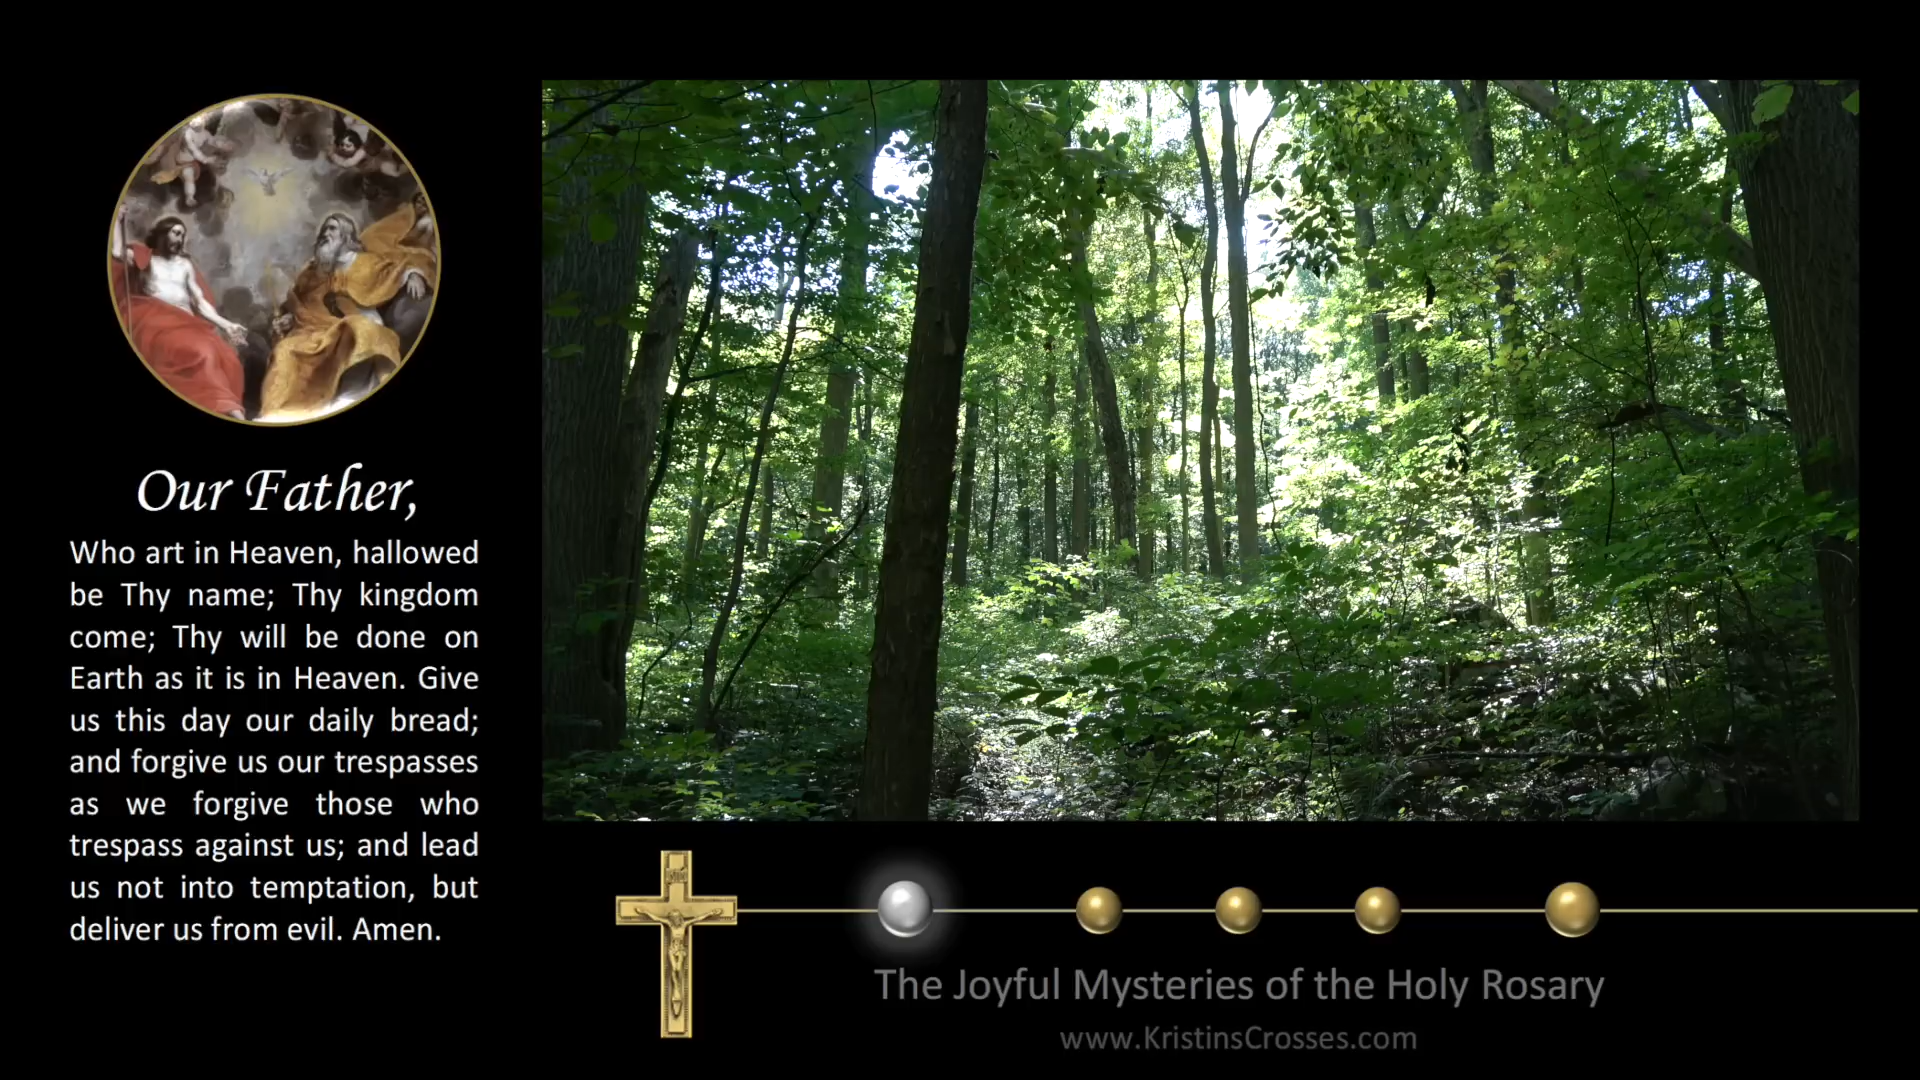 Our Father,
Who art in Heaven, hallowed
be Thy name; Thy kingdom
come; Thy will be done on
Earth as it is in Heaven. Give
us this day our daily bread;
and forgive us our trespasses
as we forgive those who
trespass against us; and lead
us not into temptation, but
deliver us from evil. Amen.
The Joyful Mysteries of the Holy Rosary
www.KristinsCrosses.com